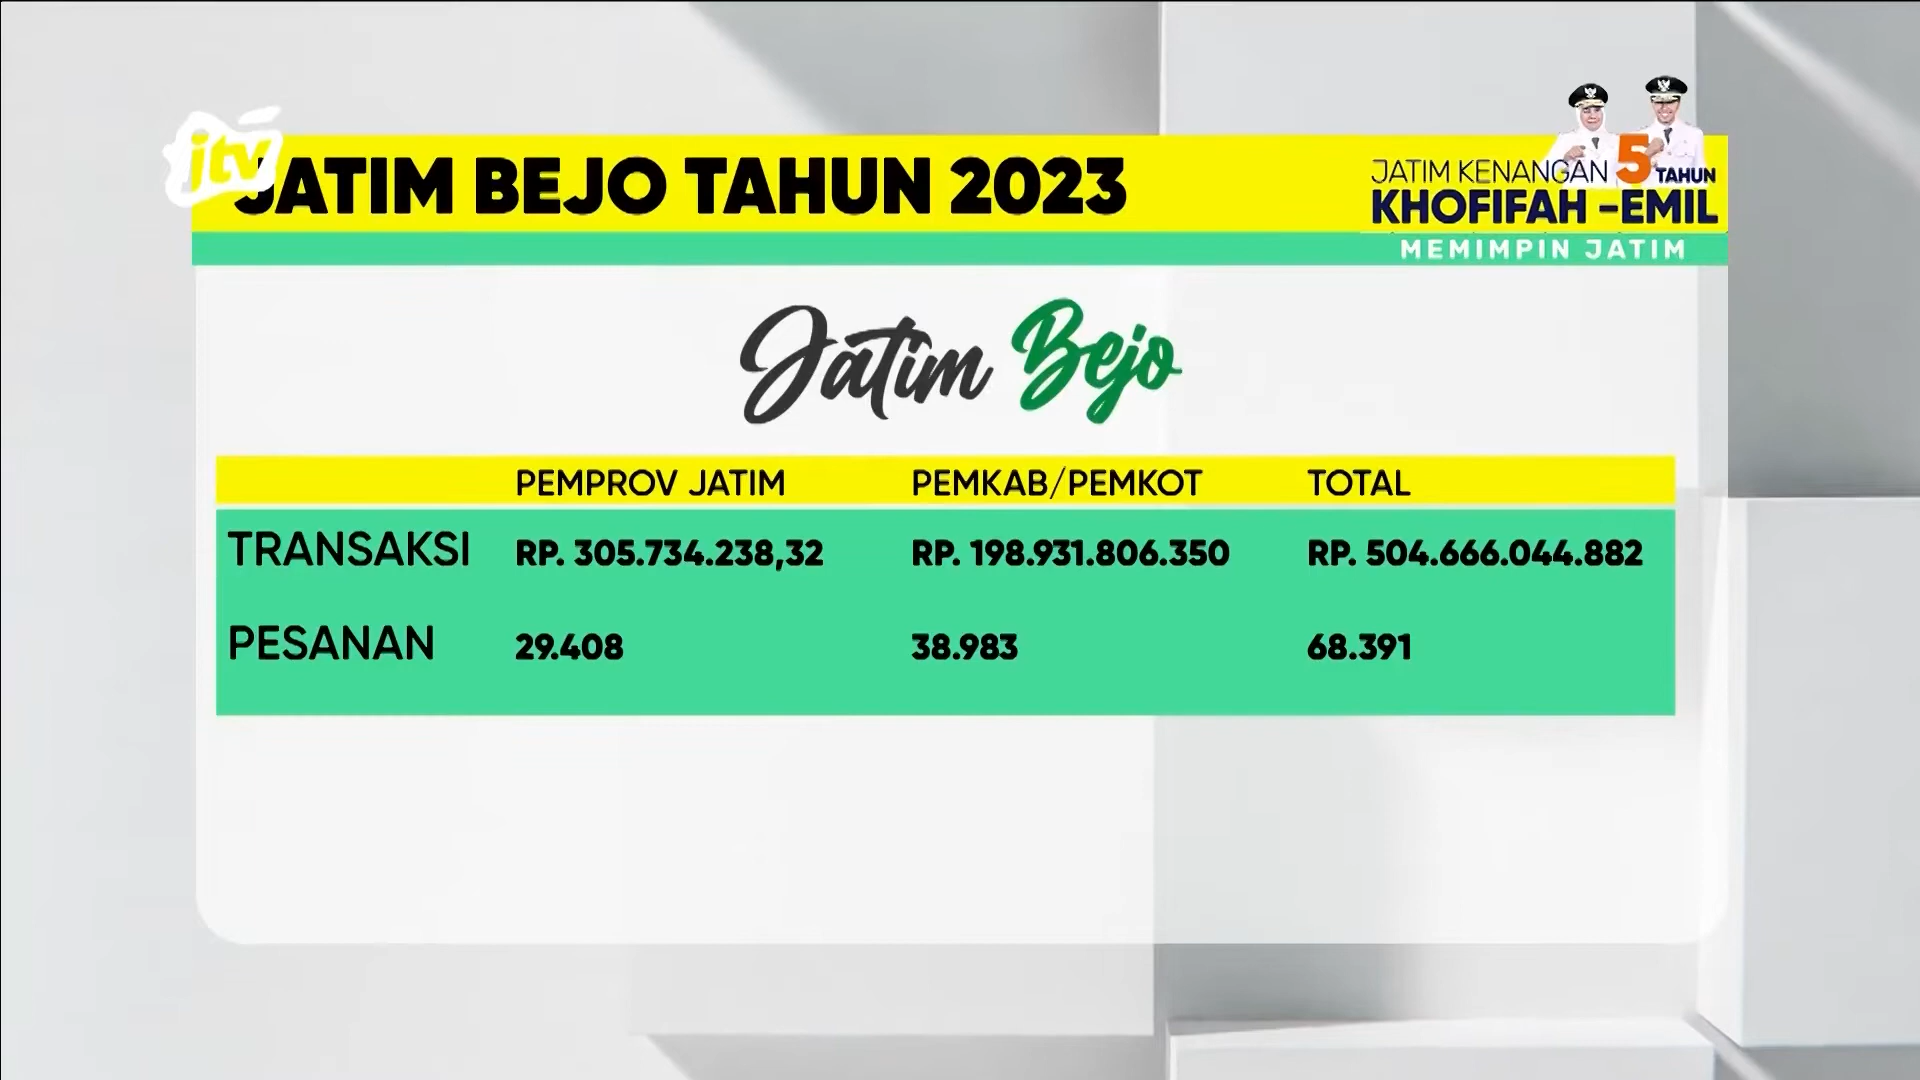 jtv
JATIM BEJO TAHUN 2023
JATIM KENANGAN 5 TAHUN
KHOFIFAH -EMIL
MEMIMPIN JATIM
Jatim Bejo
PEMPROV JATIM PEMKAB/PEMKOT TOTAL
TRANSAKSI RP. 305.734.238,32 RP. 198.931.806.350 RP. 504.666.044.882
PESANAN 29.408 38.983 68.391